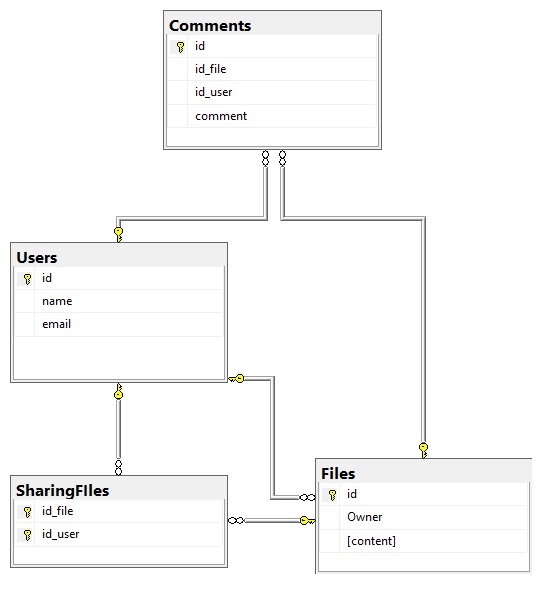 Comments
id
id_file
id_user
comment
Users
id
name
email
SharingFIles
id_file
id_user
Files
id
Owner
[content]